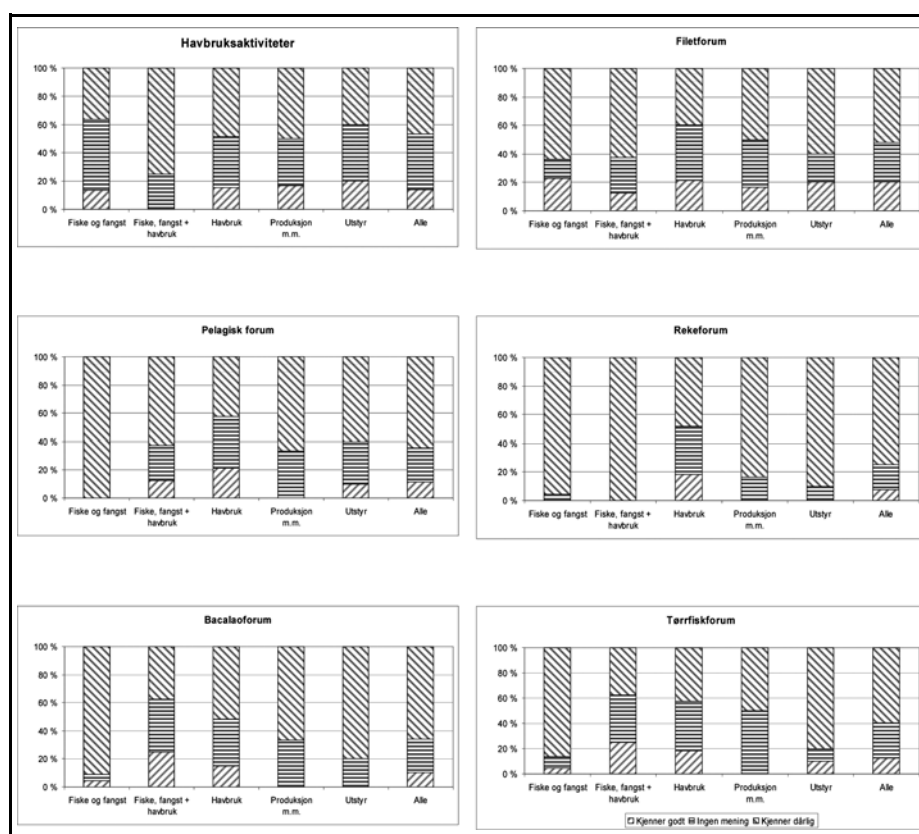 Havbruksaktiviteter
100 %
80 %
60 %
40 %
20 %
0 %
Fiske og fangst
Fiske, fangst +
havbruk
Havbruk
Produksjon
m.m.
Utstyr
Alle
Filetforum
100 %
80 %
60 %
40 %
20 %
0 %
Fiske og fangst
Fiske, fangst +
havbruk
Havbruk
Produksjon
m.m.
Utstyr
Alle
Pelagisk forum
100 %
80 %
60 %
40 %
20 %
0 %
Fiske og fangst
Fiske, fangst +
havbruk
Havbruk
Produksjon
m.m.
Utstyr
Alle
Rekeforum
100 %
80 %
60 %
40 %
20 %
0 %
Fiske og fangst
Fiske, fangst +
havbruk
Havbruk
Produksjon
m.m.
Utstyr
Alle
Bacalaoforum
100 %
80 %
60 %
40 %
20 %
0 %
Fiske og fangst
Fiske, fangst +
havbruk
Havbruk
Produksjon
m.m.
Utstyr
Alle
Tørrfiskforum
100 %
80 %
60 %
40 %
20 %
0 %
Fiske og fangst
Fiske, fangst +
havbruk
Havbruk
Produksjon
m.m.
Utstyr
Alle
Kjenner godt Ingen mening Kjenner dårlig